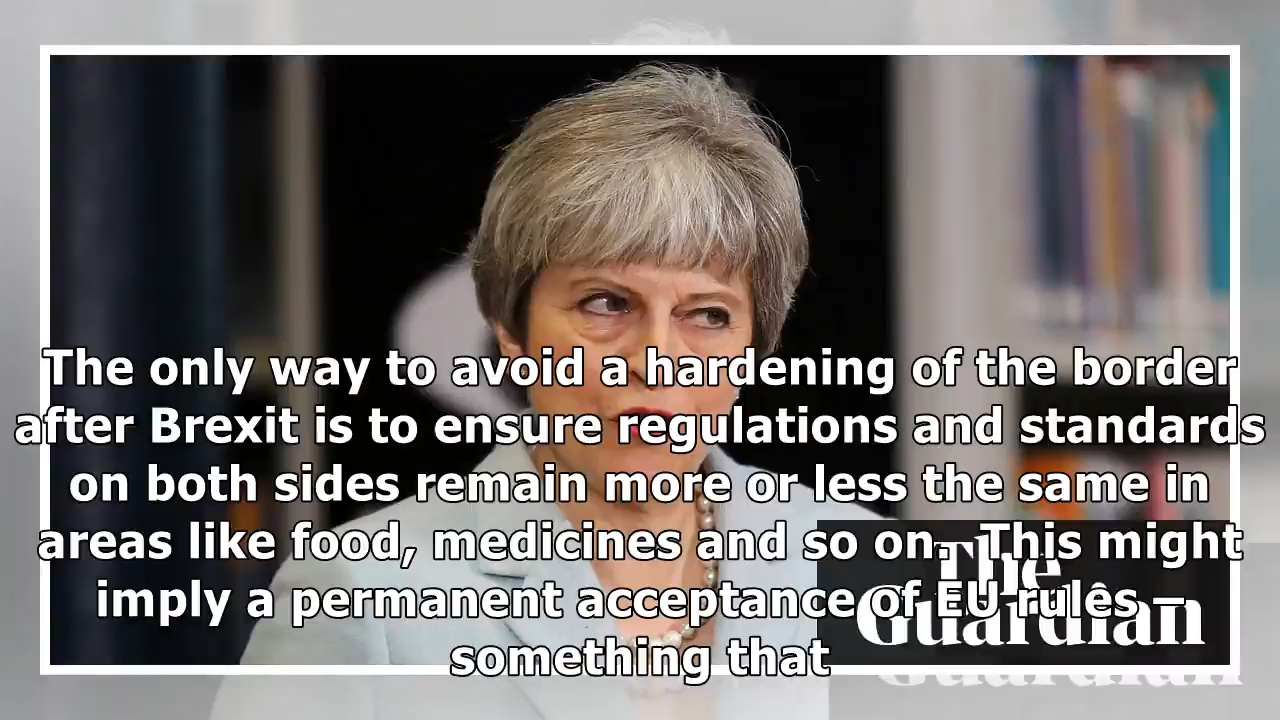 The only way to avoid a hardening of the border
after Brexit is to ensure regulations and standards
on both sides remain more or less the same in
areas like food, medicines and so on. This might
imply a permanent acceptance of EU rules –
something that
The
Guardian